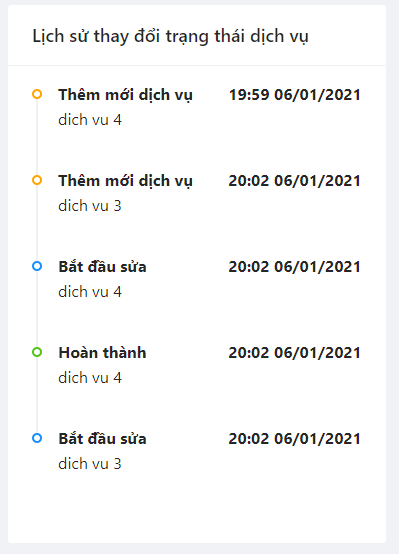 Lịch sử thay đổi trạng thái dịch vụ
Thêm mới dịch vụ 19:59 06/01/2021
dich vu 4
Thêm mới dịch vụ 20:02 06/01/2021
dich vu 3
Bắt đầu sửa 20:02 06/01/2021
dich vu 4
Hoàn thành 20:02 06/01/2021
dich vu 4
Bắt đầu sửa 20:02 06/01/2021
dich vu 3